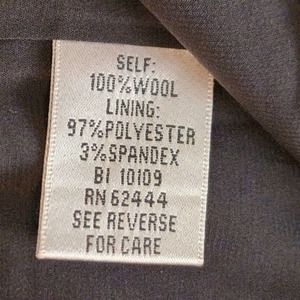 SELF:
100%WOOL
LINING:
97%POLYESTER
3%SPANDEX
BI 10109
RN 62444
SEE REVERSE
FOR CARE